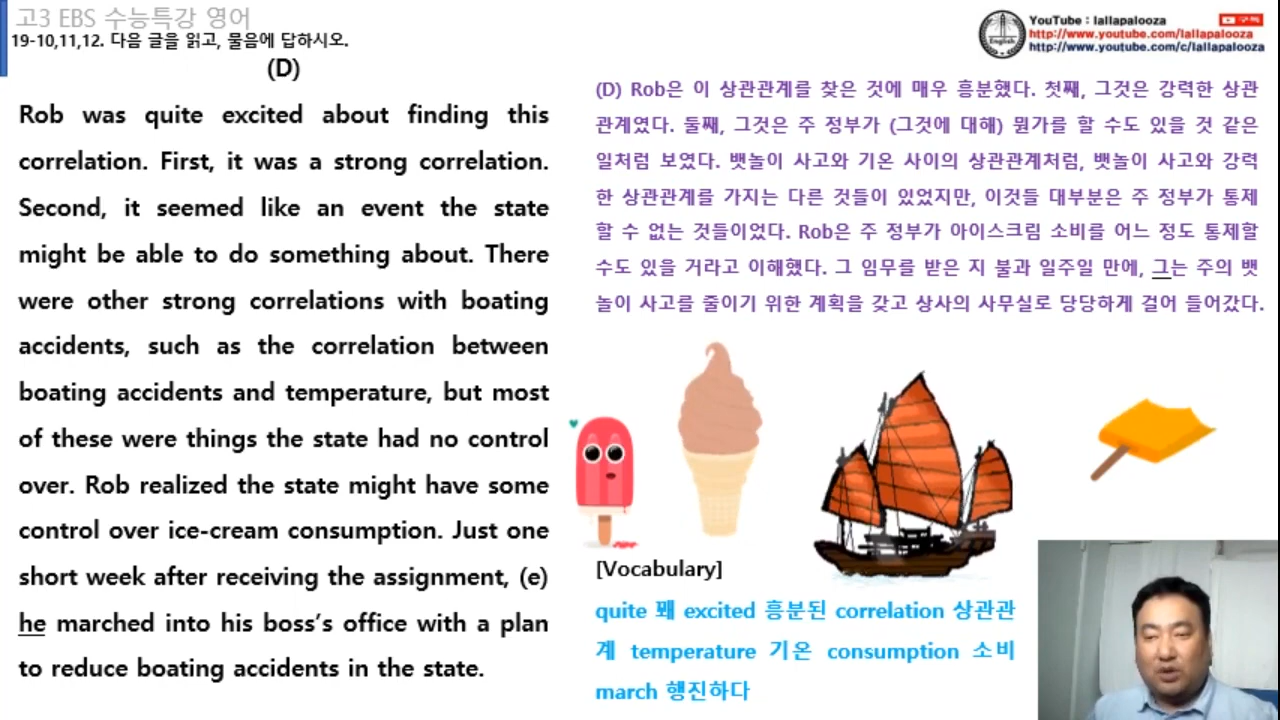 고3 EBS 수능특강 영어
19-10,11,12. 다음 글을 읽고, 물음에 답하시오.
(D)
Rob was quite excited about finding this
correlation. First, it was a strong correlation.
Second, it seemed like an event the state
might be able to do something about. There
were other strong correlations with boating
accidents, such as the correlation between
boating accidents and temperature, but most
of these were things the state had no control
over. Rob realized the state might have some
control over ice-cream consumption. Just one
short week after receiving the assignment, (e)
he marched into his boss’s office with a plan
to reduce boating accidents in the state.
YouTube : lallapalooza
구독
http://www.youtube.com/lallapalooza
http://www.youtube.com/c/lallapalooza
English
(D) Rob은 이 상관관계를 찾은 것에 매우 흥분했다. 첫째, 그것은 강력한 상관
관계였다. 둘째, 그것은 주 정부가 (그것에 대해) 뭔가를 할 수도 있을 것 같은
일처럼 보였다. 뱃놀이 사고와 기온 사이의 상관관계처럼, 뱃놀이 사고와 강력
한 상관관계를 가지는 다른 것들이 있었지만, 이것들 대부분은 주 정부가 통제
할 수 없는 것들이었다. Rob은 주 정부가 아이스크림 소비를 어느 정도 통제할
수도 있을 거라고 이해했다. 그 임무를 받은 지 불과 일주일 만에, 그는 주의 뱃
놀이 사고를 줄이기 위한 계획을 갖고 상사의 사무실로 당당하게 걸어 들어갔다.
[Vocabulary]
quite 꽤 excited 흥분된 correlation 상관관
계 temperature 기온 consumption 소비
march 행진하다